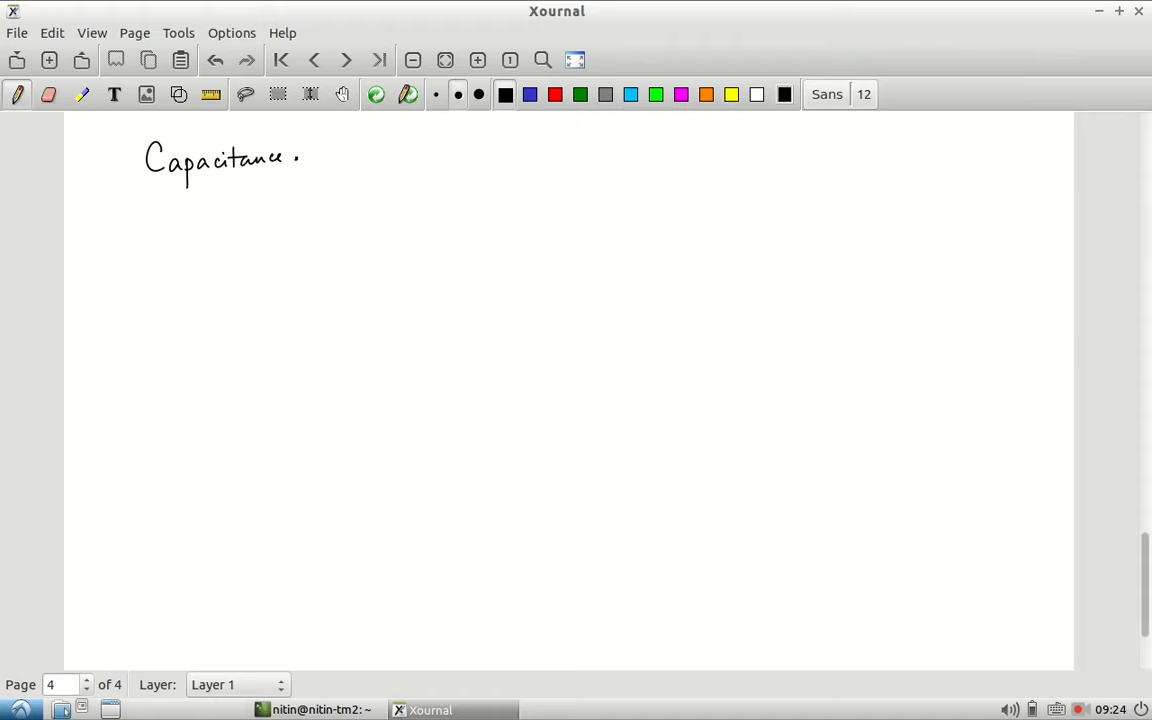 Xournal
File Edit View Page Tools Options Help
Sans 12
Capacitance.
Page 4 of 4 Layer: Layer 1
nitin@nitin-tm2: ~ Xournal 09:24